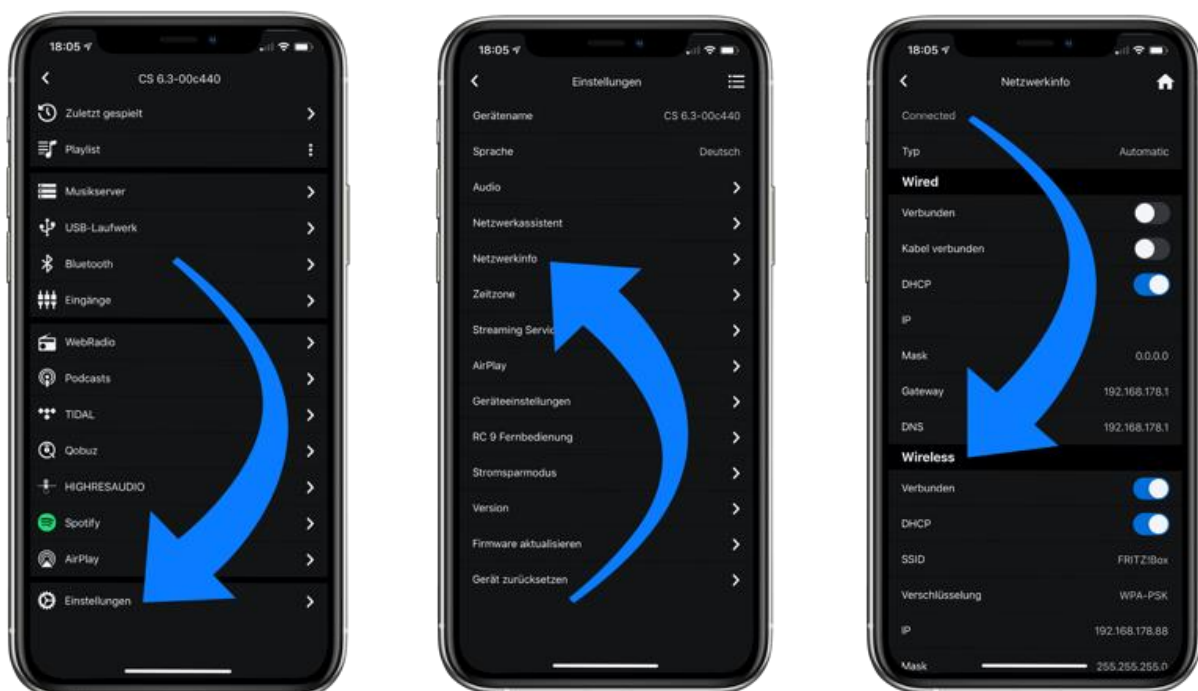 18:05
CS 6.3-00c440
Zuletzt gespielt
Playlist
Musikserver
USB-Laufwerk
Bluetooth
Eingänge
WebRadio
Podcasts
TIDAL
Qobuz
HIGHRESAUDIO
Spotify
AirPlay
Einstellungen
18:05
Einstellungen
Gerätename CS 6.3-00c440
Sprache Deutsch
Audio
Netzwerkassistent
Netzwerkinfo
Zeitzone
Streaming
AirPlay
Geräteeinstellungen
RC 9 Fernbedienung
Stromsparmodus
Version
Firmware aktualisieren
Gerät zurücksetzen
18:05
Netzwerkinfo
Connected
Typ Automatic
Wired
Verbunden
Kabel verbunden
DHCP
IP
Mask 0.0.0.0
Gateway 192.168.178.1
DNS 192.168.178.1
Wireless
Verbunden
DHCP
SSID FRITZ!Box
Verschlüsselung WPA-PSK
IP 192.168.178.88
Mask 255.255.255.0